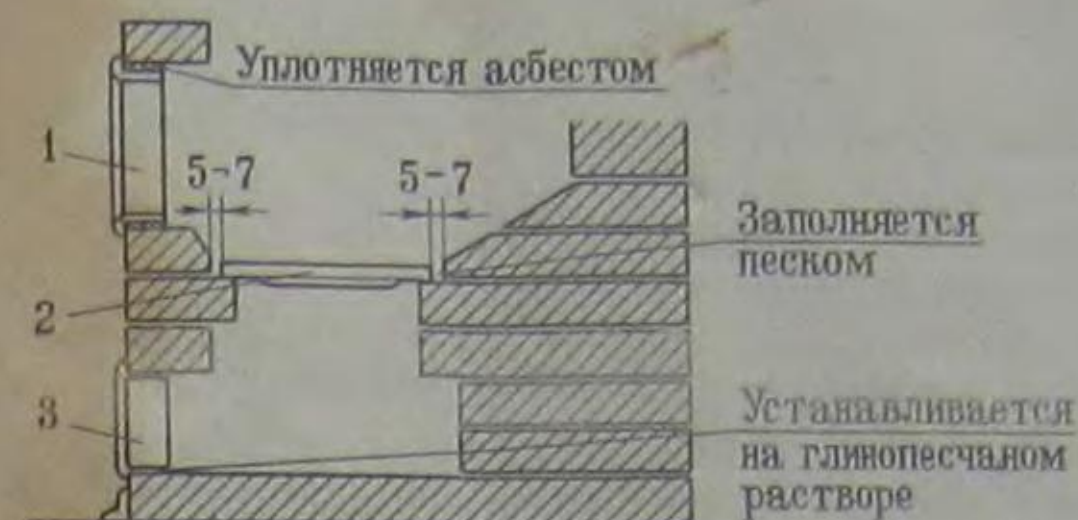 Уплотняется асбестом
1
5-7 5-7
Заполняется
песком
2
3
Устанавливается
на глинопесчаном
растворе